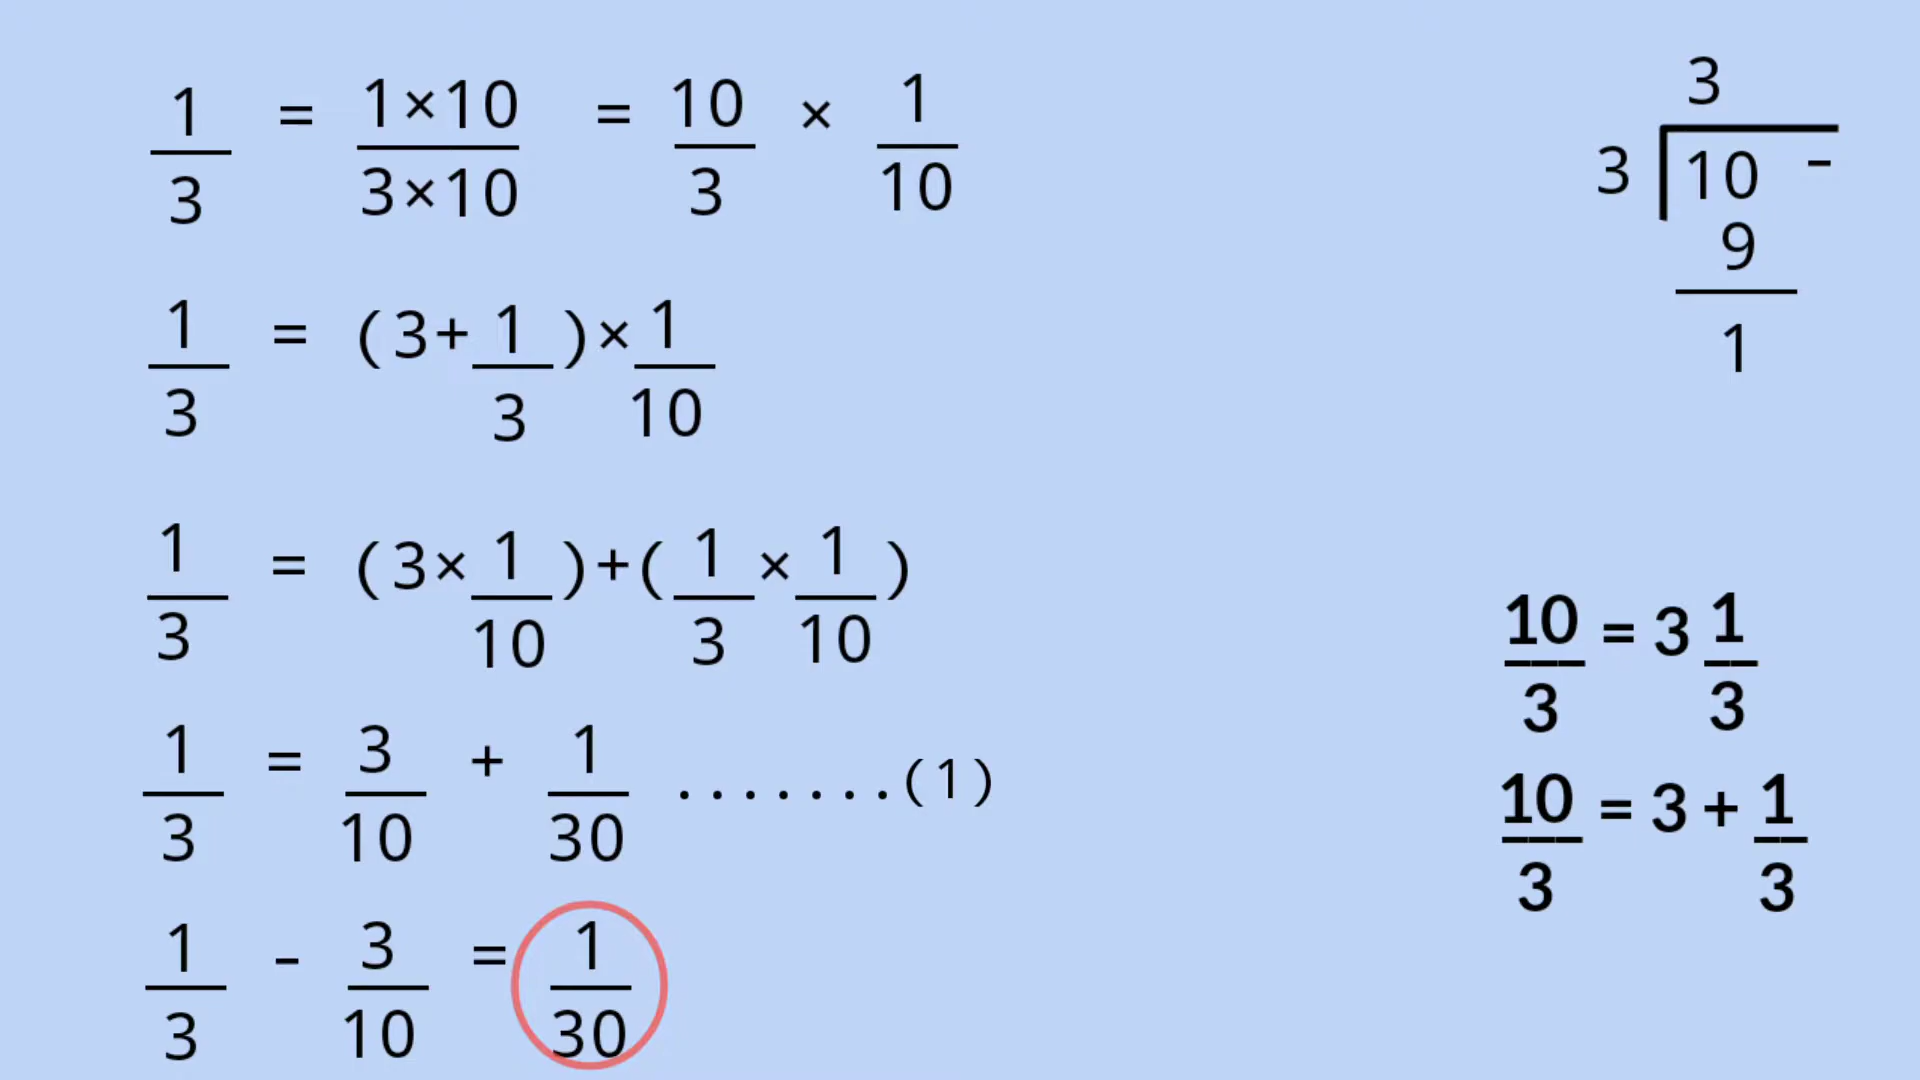 1/3 = 1×10/3×10 = 10/3 × 1/10
1/3 = (3+1/3)×1/10
1/3 = (3×1/10)+(1/3×1/10)
1/3 = 3/10 + 1/30 .......(1)
1/3 - 3/10 = 1/30
3
3 10 -
9
1
10/3 = 3 1/3
10/3 = 3 + 1/3